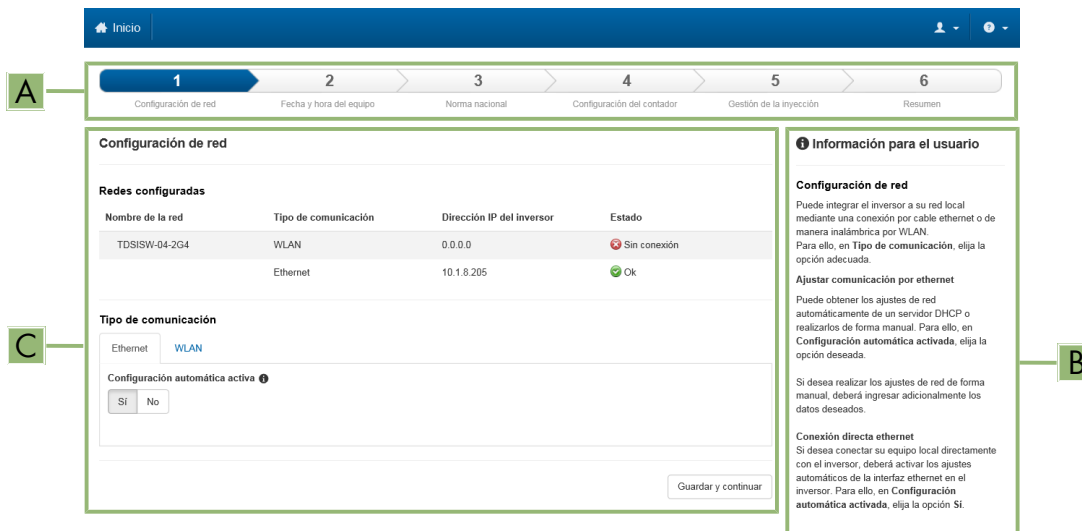 Inicio
A
1 2 3 4 5 6
Configuración de red Fecha y hora del equipo Norma nacional Configuración del contador Gestión de la inyección Resumen
Configuración de red
Redes configuradas
Nombre de la red Tipo de comunicación Dirección IP del inversor Estado
TDSISW-04-2G4 WLAN 0.0.0.0 Sin conexión
Ethernet 10.1.8.205 Ok
C
Tipo de comunicación
Ethernet WLAN
Configuración automática activa
Sí No
Guardar y continuar
Información para el usuario
Configuración de red
Puede integrar el inversor a su red local
mediante una conexión por cable ethernet o de
manera inalámbrica por WLAN.
Para ello, en Tipo de comunicación, elija la
opción adecuada.
Ajustar comunicación por ethernet
Puede obtener los ajustes de red
automáticamente de un servidor DHCP o
realizarlos de forma manual. Para ello, en
Configuración automática activada, elija la
opción deseada.
Si desea realizar los ajustes de red de forma
manual, deberá ingresar adicionalmente los
datos deseados.
Conexión directa ethernet
Si desea conectar su equipo local directamente
con el inversor, deberá activar los ajustes
automáticos de la interfaz ethernet en el
inversor. Para ello, en Configuración
automática activada, elija la opción Sí.
B